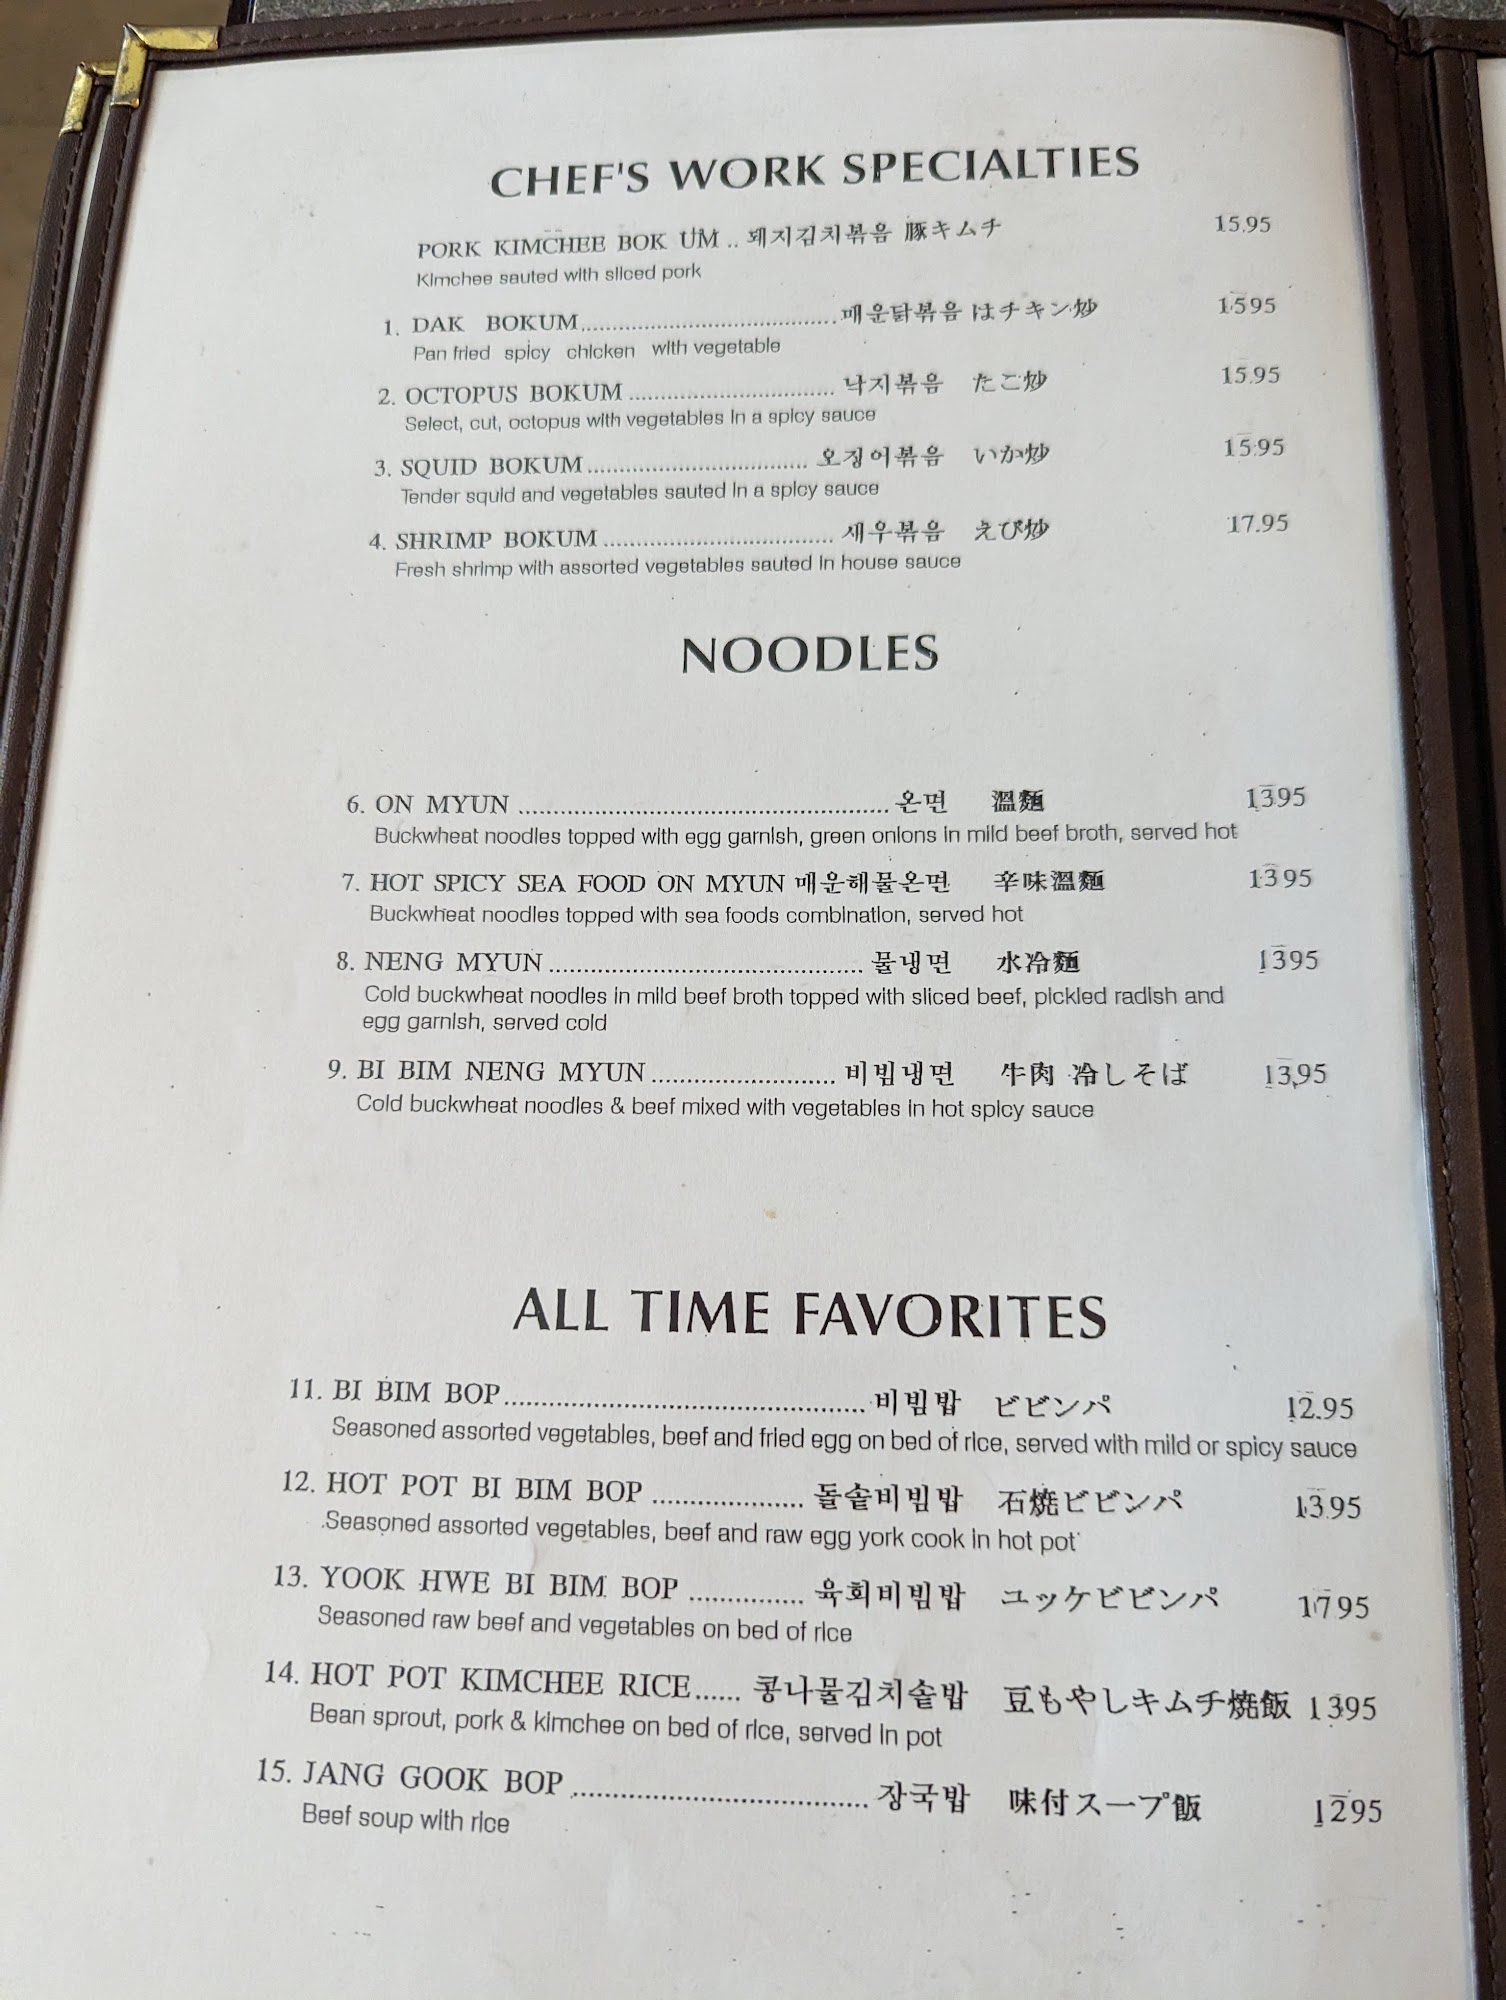 CHEF'S WORK SPECIALTIES
PORK KIMCHEE BOK UM .. 돼지김치볶음 豚キムチ 15.95
Kimchee sauted with sliced pork
1. DAK BOKUM....................................... 매운닭볶음 はチキン炒 1595
Pan fried spicy chicken with vegetable
2. OCTOPUS BOKUM ................................ 낙지볶음 たこ炒 15.95
Select, cut, octopus with vegetables in a spicy sauce
3. SQUID BOKUM .................................. 오징어볶음 いか炒 15.95
Tender squid and vegetables sauted in a spicy sauce
4. SHRIMP BOKUM ................................... 새우볶음 えび炒 17.95
Fresh shrimp with assorted vegetables sauted in house sauce
NOODLES
6. ON MYUN ....................................................... 온면 溫麵 1395
Buckwheat noodles topped with egg garnish, green onions in mild beef broth, served hot
7. HOT SPICY SEA FOOD ON MYUN 매운해물온면 辛味溫麵 1395
Buckwheat noodles topped with sea foods combination, served hot
8. NENG MYUN .............................................. 물냉면 水冷麵 1395
Cold buckwheat noodles in mild beef broth topped with sliced beef, pickled radish and
egg garnish, served cold
9. BI BIM NENG MYUN ........................... 비빔냉면 牛肉 冷しそば 13,95
Cold buckwheat noodles & beef mixed with vegetables in hot spicy sauce
ALL TIME FAVORITES
11. BI BIM BOP ................................................. 비빔밥 ビビンパ 12.95
Seasoned assorted vegetables, beef and fried egg on bed of rice, served with mild or spicy sauce
12. HOT POT BI BIM BOP .................... 돌솥비빔밥 石焼ビビンパ 1395
Seasoned assorted vegetables, beef and raw egg york cook in hot pot
13. YOOK HWE BI BIM BOP ............... 육회비빔밥 ユッケビビンパ 1795
Seasoned raw beef and vegetables on bed of rice
14. HOT POT KIMCHEE RICE...... 콩나물김치솥밥 豆もやしキムチ焼飯 1395
Bean sprout, pork & kimchee on bed of rice, served in pot
15. JANG GOOK BOP ....................................... 장국밥 味付スープ飯 1295
Beef soup with rice